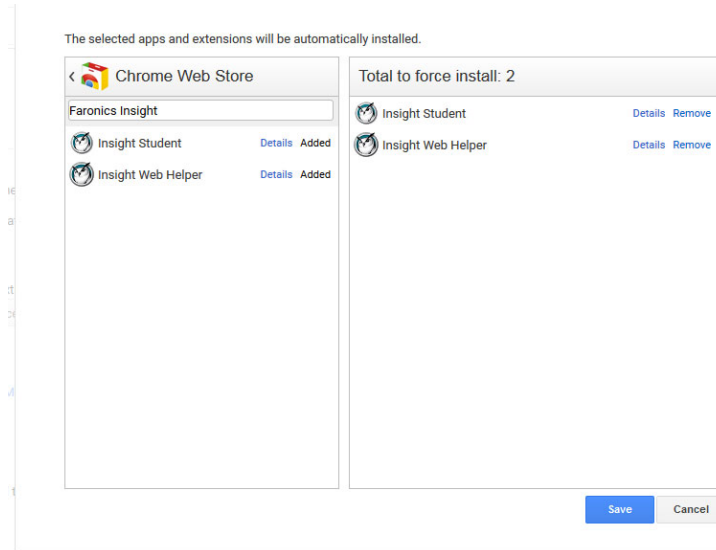 The selected apps and extensions will be automatically installed.
Chrome Web Store
Faronics Insight
Insight Student Details Added
Insight Web Helper Details Added
Total to force install: 2
Insight Student Details Remove
Insight Web Helper Details Remove
Save Cancel